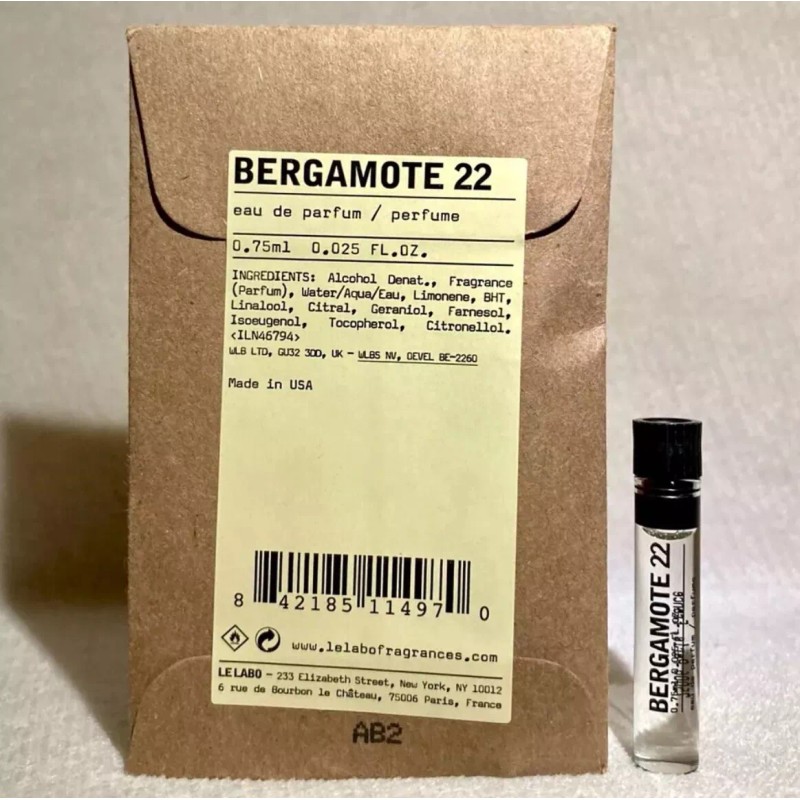 BERGAMOTE 22
eau de parfum / perfume
0.75ml 0.025 FL.OZ.
INGREDIENTS: Alcohol Denat., Fragrance
(Parfum), Water/Aqua/Eau, Limonene, BHT,
Linalool, Citral, Geraniol, Farnesol,
Isoeugenol, Tocopherol, Citronellol.
<ILN46794>
WLB LTD, GU32 3QD, UK - WLBS NV, GEVEL BE-2260
Made in USA
8 42185 11497 0
www.lelabofragrances.com
LE LABO - 233 Elizabeth Street, New York, NY 10012
6 rue de Bourbon le Château, 75006 Paris, France
AB2
BERGAMOTE 22